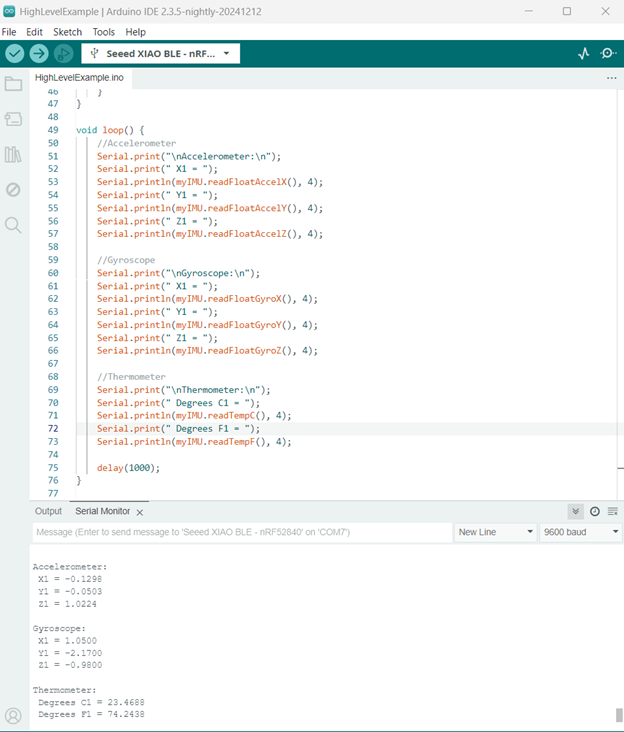 HighLevelExample | Arduino IDE 2.3.5-nightly-20241212
File Edit Sketch Tools Help
Seeed XIAO BLE - nRF...
HighLevelExample.ino
46 }
47 }
48
49 void loop() {
50 //Accelerometer
51 Serial.print("\nAccelerometer:\n");
52 Serial.print(" X1 = ");
53 Serial.println(myIMU.readFloatAccelX(), 4);
54 Serial.print(" Y1 = ");
55 Serial.println(myIMU.readFloatAccelY(), 4);
56 Serial.print(" Z1 = ");
57 Serial.println(myIMU.readFloatAccelZ(), 4);
58
59 //Gyroscope
60 Serial.print("\nGyroscope:\n");
61 Serial.print(" X1 = ");
62 Serial.println(myIMU.readFloatGyroX(), 4);
63 Serial.print(" Y1 = ");
64 Serial.println(myIMU.readFloatGyroY(), 4);
65 Serial.print(" Z1 = ");
66 Serial.println(myIMU.readFloatGyroZ(), 4);
67
68 //Thermometer
69 Serial.print("\nThermometer:\n");
70 Serial.print(" Degrees C1 = ");
71 Serial.println(myIMU.readTempC(), 4);
72 Serial.print(" Degrees F1 = ");
73 Serial.println(myIMU.readTempF(), 4);
74
75 delay(1000);
76 }
77
Output Serial Monitor
Message (Enter to send message to 'Seeed XIAO BLE - nRF52840' on 'COM7')
New Line
9600 baud
Accelerometer:
X1 = -0.1298
Y1 = -0.0503
Z1 = 1.0224
Gyroscope:
X1 = 1.0500
Y1 = -2.1700
Z1 = -0.9800
Thermometer:
Degrees C1 = 23.4688
Degrees F1 = 74.2438